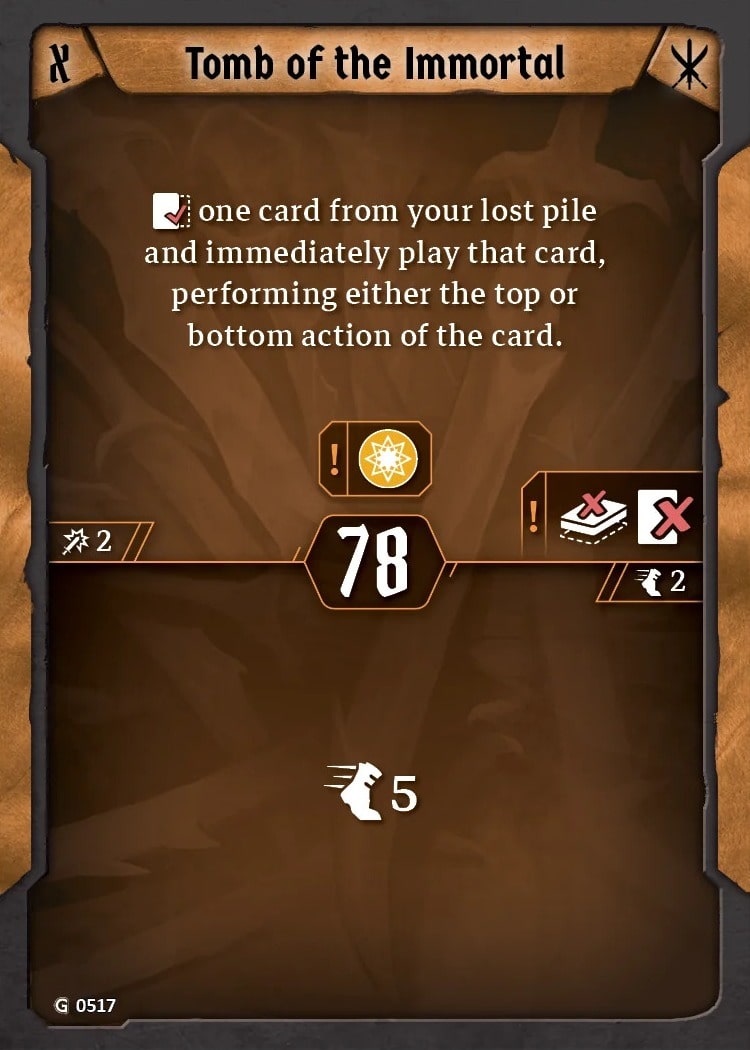 א
Tomb of the Immortal
one card from your lost pile
and immediately play that card,
performing either the top or
bottom action of the card.
!
!
2
78
2
5
G 0517